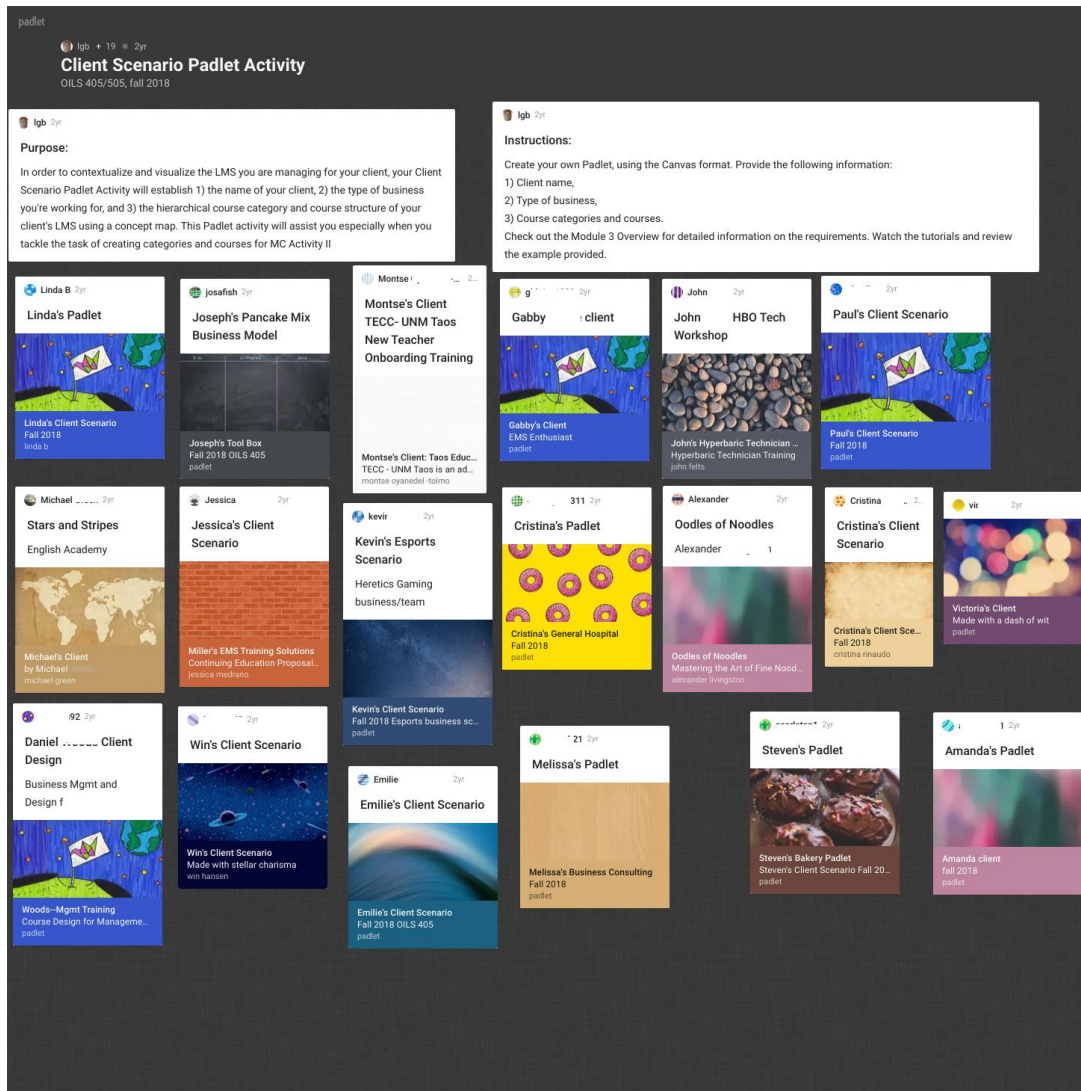 padlet
lgb + 19 2yr
Client Scenario Padlet Activity
OILS 405/505, fall 2018
lgb 2yr
Purpose:
In order to contextualize and visualize the LMS you are managing for your client, your Client
Scenario Padlet Activity will establish 1) the name of your client, 2) the type of business
you're working for, and 3) the hierarchical course category and course structure of your
client's LMS using a concept map. This Padlet activity will assist you especially when you
tackle the task of creating categories and courses for MC Activity II
lgb 2yr
Instructions:
Create your own Padlet, using the Canvas format. Provide the following information:
1) Client name,
2) Type of business,
3) Course categories and courses.
Check out the Module 3 Overview for detailed information on the requirements. Watch the tutorials and review
the example provided.
Linda B 2yr
Linda's Padlet
Linda's Client Scenario
Fall 2018
linda b
josafish 2yr
Joseph's Pancake Mix
Business Model
Joseph's Tool Box
Fall 2018 OILS 405
padlet
Montse 2...
Montse's Client
TECC- UNM Taos
New Teacher
Onboarding Training
Montse's Client: Taos Educ...
TECC - UNM Taos is an ad...
montse oyanedel -tolmo
g 2yr
Gabby client
Gabby's Client
EMS Enthusiast
padlet
John 2yr
John HBO Tech
Workshop
John's Hyperbaric Technician ...
Hyperbaric Technician Training
john felts
2yr
Paul's Client Scenario
Paul's Client Scenario
Fall 2018
padlet
Michael 2yr
Stars and Stripes
English Academy
Michael's Client
by Michael
michael green
Jessica 2yr
Jessica's Client
Scenario
Miller's EMS Training Solutions
Continuing Education Proposal...
jessica medrano
kevir 2yr
Kevin's Esports
Scenario
Heretics Gaming
business/team
Kevin's Client Scenario
Fall 2018 Esports business sc...
padlet
311 2yr
Cristina's Padlet
Cristina's General Hospital
Fall 2018
padlet
Alexander 2yr
Oodles of Noodles
Alexander
Oodles of Noodles
Mastering the Art of Fine Nood...
alexander livingston
Cristina 2...
Cristina's Client
Scenario
Cristina's Client Sce...
Fall 2018
cristina rinaudo
vir 2yr
Victoria's Client
Made with a dash of wit
padlet
92 2yr
Daniel Client
Design
Business Mgmt and
Design f
Woods--Mgmt Training
Course Design for Manageme...
padlet
2yr
Win's Client Scenario
Win's Client Scenario
Made with stellar charisma
win hansen
Emilie 2yr
Emilie's Client Scenario
Emilie's Client Scenario
Fall 2018 OILS 405
padlet
21 2yr
Melissa's Padlet
Melissa's Business Consulting
Fall 2018
padlet
2yr
Steven's Padlet
Steven's Bakery Padlet
Steven's Client Scenario Fall 20...
padlet
1 2yr
Amanda's Padlet
Amanda client
fall 2018
padlet